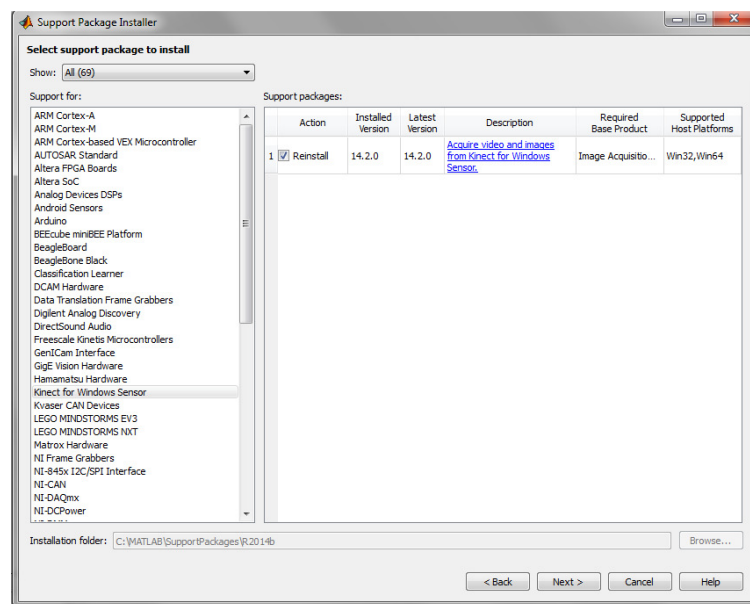 Support Package Installer
Select support package to install
Show: All (69)
Support for:
ARM Cortex-A
ARM Cortex-M
ARM Cortex-based VEX Microcontroller
AUTOSAR Standard
Altera FPGA Boards
Altera SoC
Analog Devices DSPs
Android Sensors
Arduino
BEEcube miniBEE Platform
BeagleBoard
BeagleBone Black
Classification Learner
DCAM Hardware
Data Translation Frame Grabbers
Digilent Analog Discovery
DirectSound Audio
Freescale Kinetis Microcontrollers
GenICam Interface
GigE Vision Hardware
Hamamatsu Hardware
Kinect for Windows Sensor
Kvaser CAN Devices
LEGO MINDSTORMS EV3
LEGO MINDSTORMS NXT
Matrox Hardware
NI Frame Grabbers
NI-845x I2C/SPI Interface
NI-CAN
NI-DAQmx
NI-DCPower
Support packages:
Action Installed Version Latest Version Description Required Base Product Supported Host Platforms
1 Reinstall 14.2.0 14.2.0 Acquire video and images from Kinect for Windows Sensor. Image Acquisitio... Win32,Win64
Installation folder: C:\MATLAB\SupportPackages\R2014b Browse...
< Back Next > Cancel Help